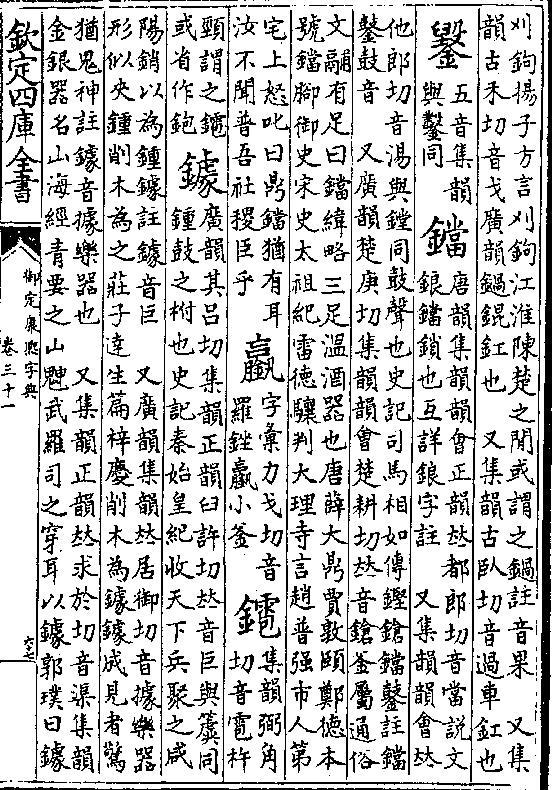 刈鉤揚子方言刈鉤江淮陳楚之間或謂之鍋註音果　又集
韻古禾切音戈廣韻鍋錕釭也　又集韻古臥切音過車釭也
鑿　五音集韻與鑿同　鐺　唐韻集韻韻會正韻𠀤都郎切音當說文鋃鐺鎖也互詳鋃字註　又集韻韻會𠀤
他郎切音湯與鏜同鼓聲也史記司馬相如傳鏗鎗鐺鼞註鐺
鼞鼓音　又廣韻楚庚切集韻韻會楚耕切𠀤音鎗釜屬通俗
文鬴有足曰鐺緯略三足溫酒器也唐薛大鼎賈敦頤鄭德本
號鐺腳御史宋史太祖紀雷德驤判大理寺言趙普强市人第
宅上怒叱曰鼎鐺猶有耳汝不聞普吾社稷臣乎　鸁　字彙力戈切音羅銼鸁小釜　鑤　集韻弼角切音雹杵
頸謂之鑤或省作鉋　鐻　廣韻其呂切集韻正韻臼許切𠀤音巨與簴同鍾鼓之柎也史記秦始皇紀收天下兵聚之咸
陽銷以為鍾鐻註鐻音巨　又廣韻集韻𠀤居御切音據樂器
形似夾鍾削木為之莊子達生篇梓慶削木為鐻鐻成見者驚
猶鬼神註鐻音據樂器也　又集韻正韻𠀤求於切音渠集韻
金銀器名山海經青要之山䰠武羅司之穿耳以鐻郭璞曰鐻
欽定四庫全書
御定康熙字典
卷三十一
六七